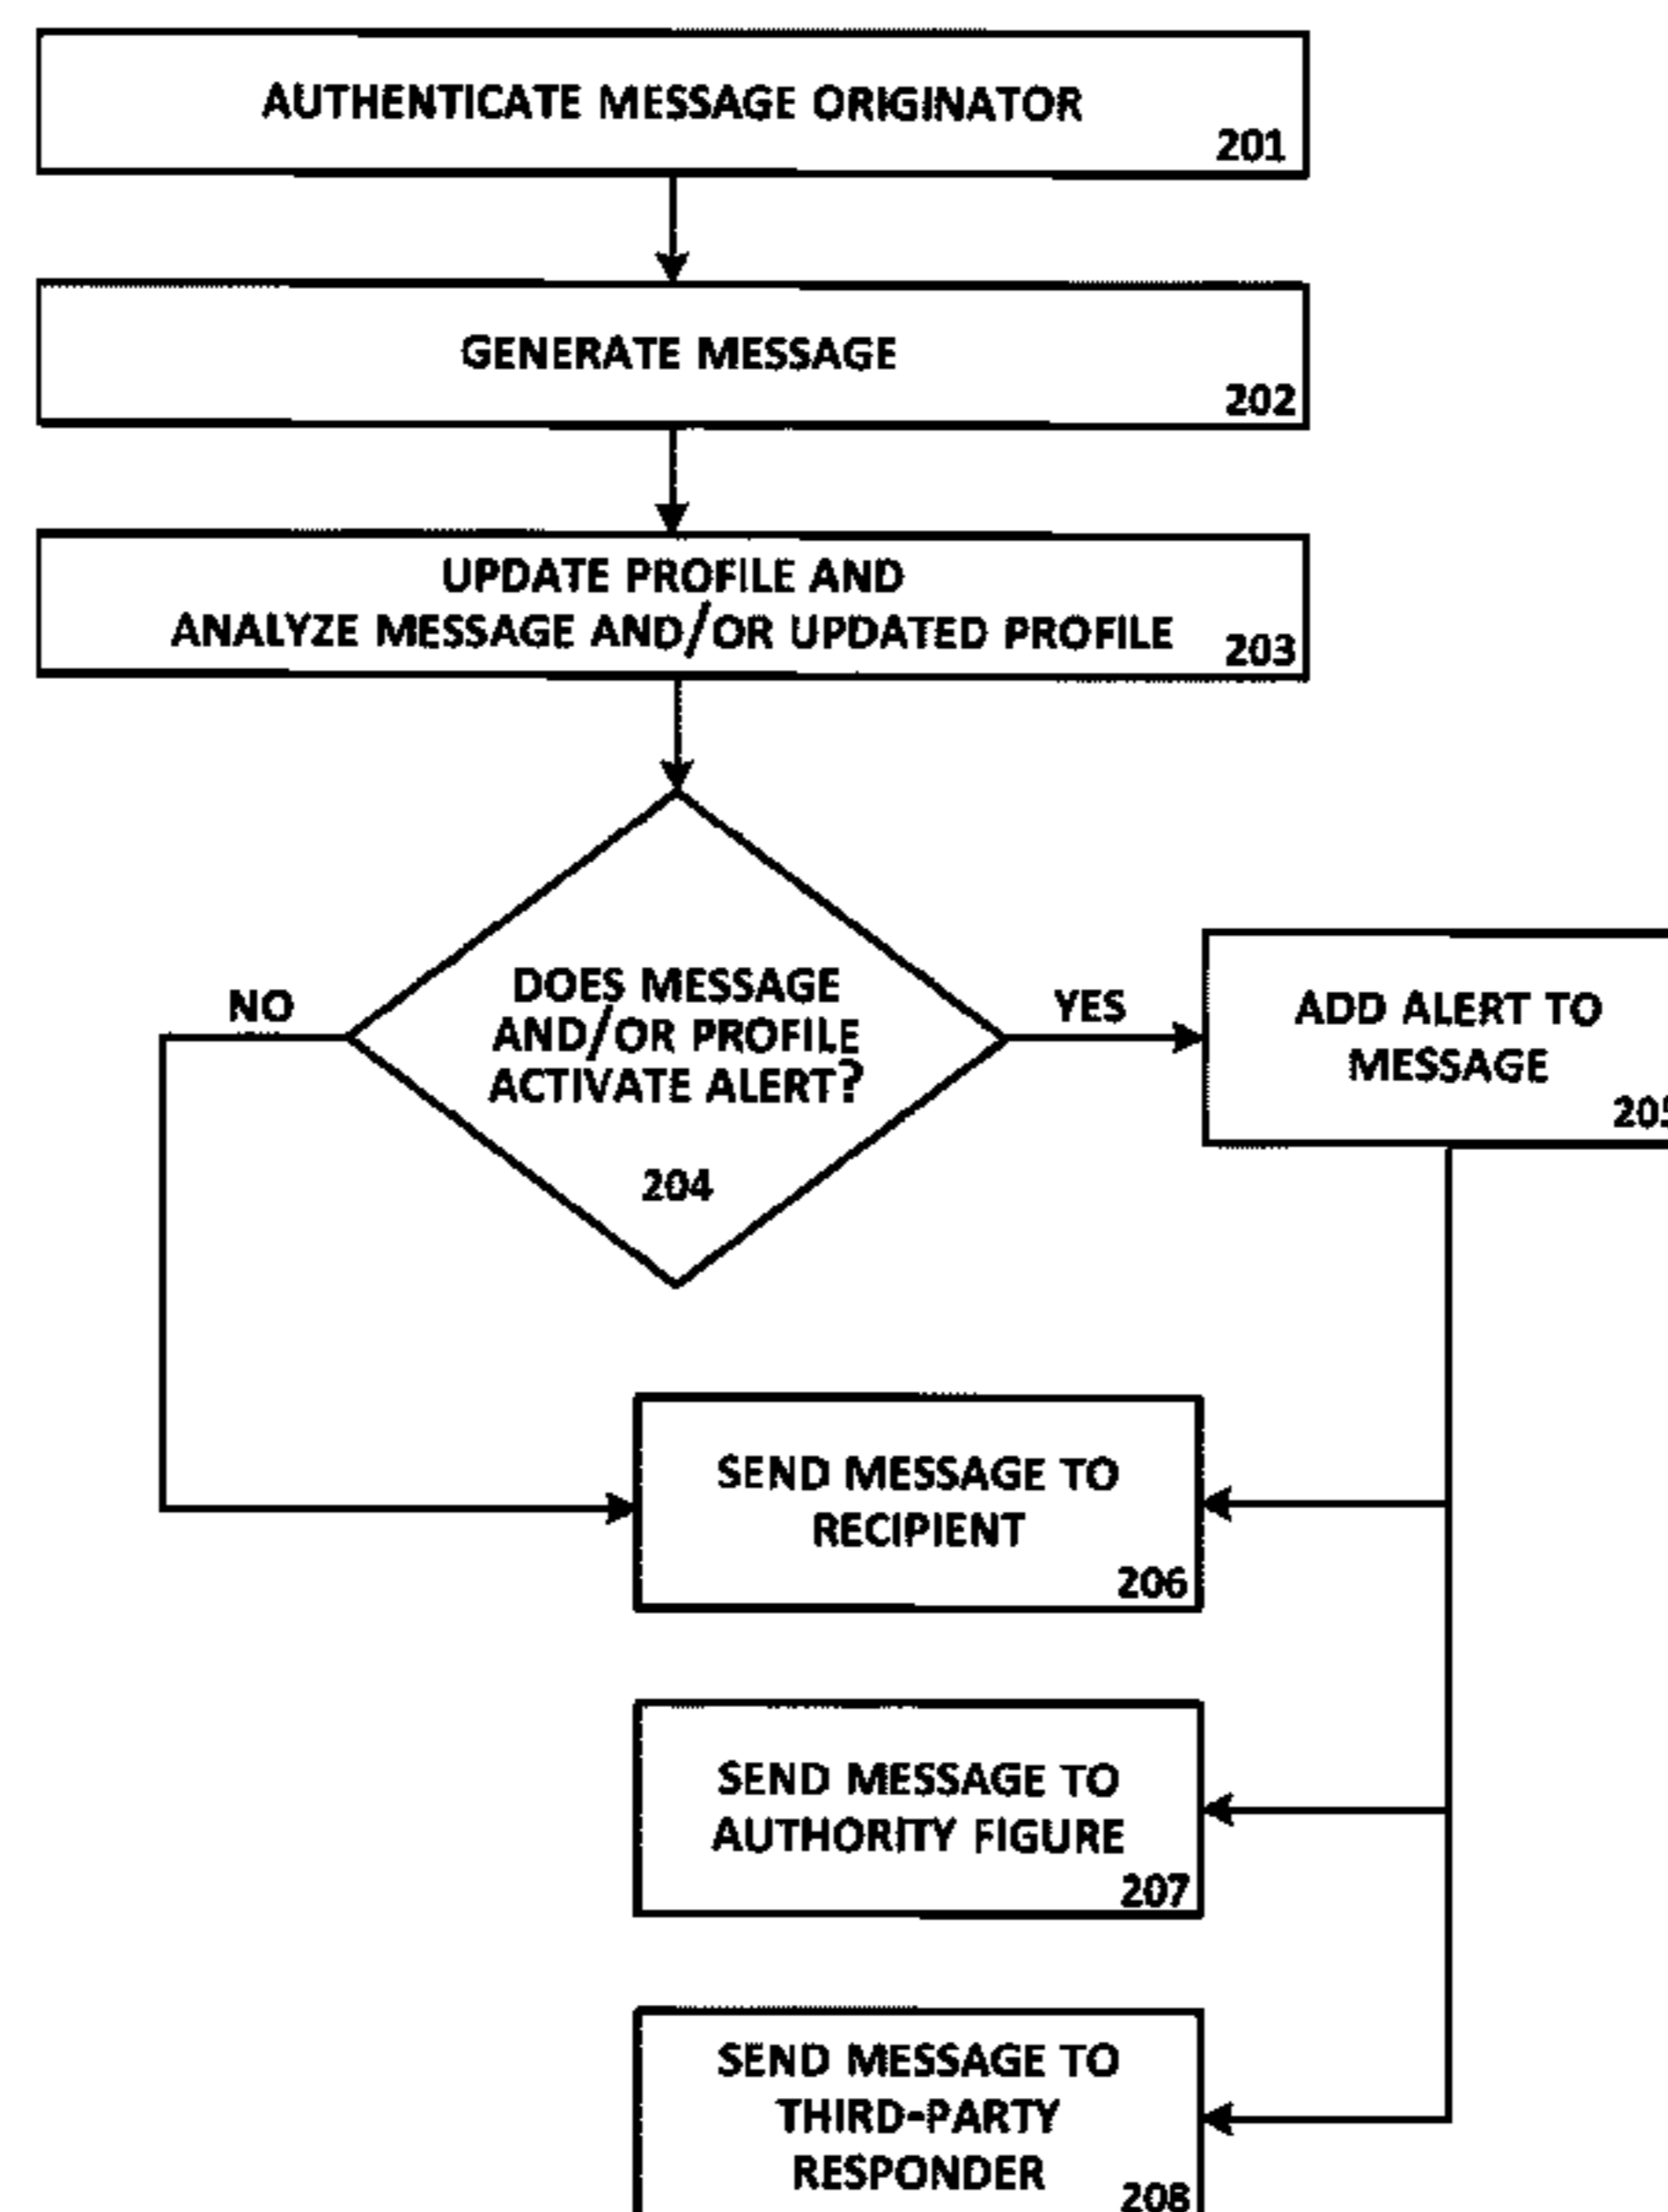 AUTHENTICATE MESSAGE ORIGINATOR
201
GENERATE MESSAGE
202
UPDATE PROFILE AND
ANALYZE MESSAGE AND/OR UPDATED PROFILE
203
DOES MESSAGE
AND/OR PROFILE
ACTIVATE ALERT?
204
NO
YES
ADD ALERT TO
MESSAGE
205
SEND MESSAGE TO
RECIPIENT
206
SEND MESSAGE TO
AUTHORITY FIGURE
207
SEND MESSAGE TO
THIRD-PARTY
RESPONDER
208